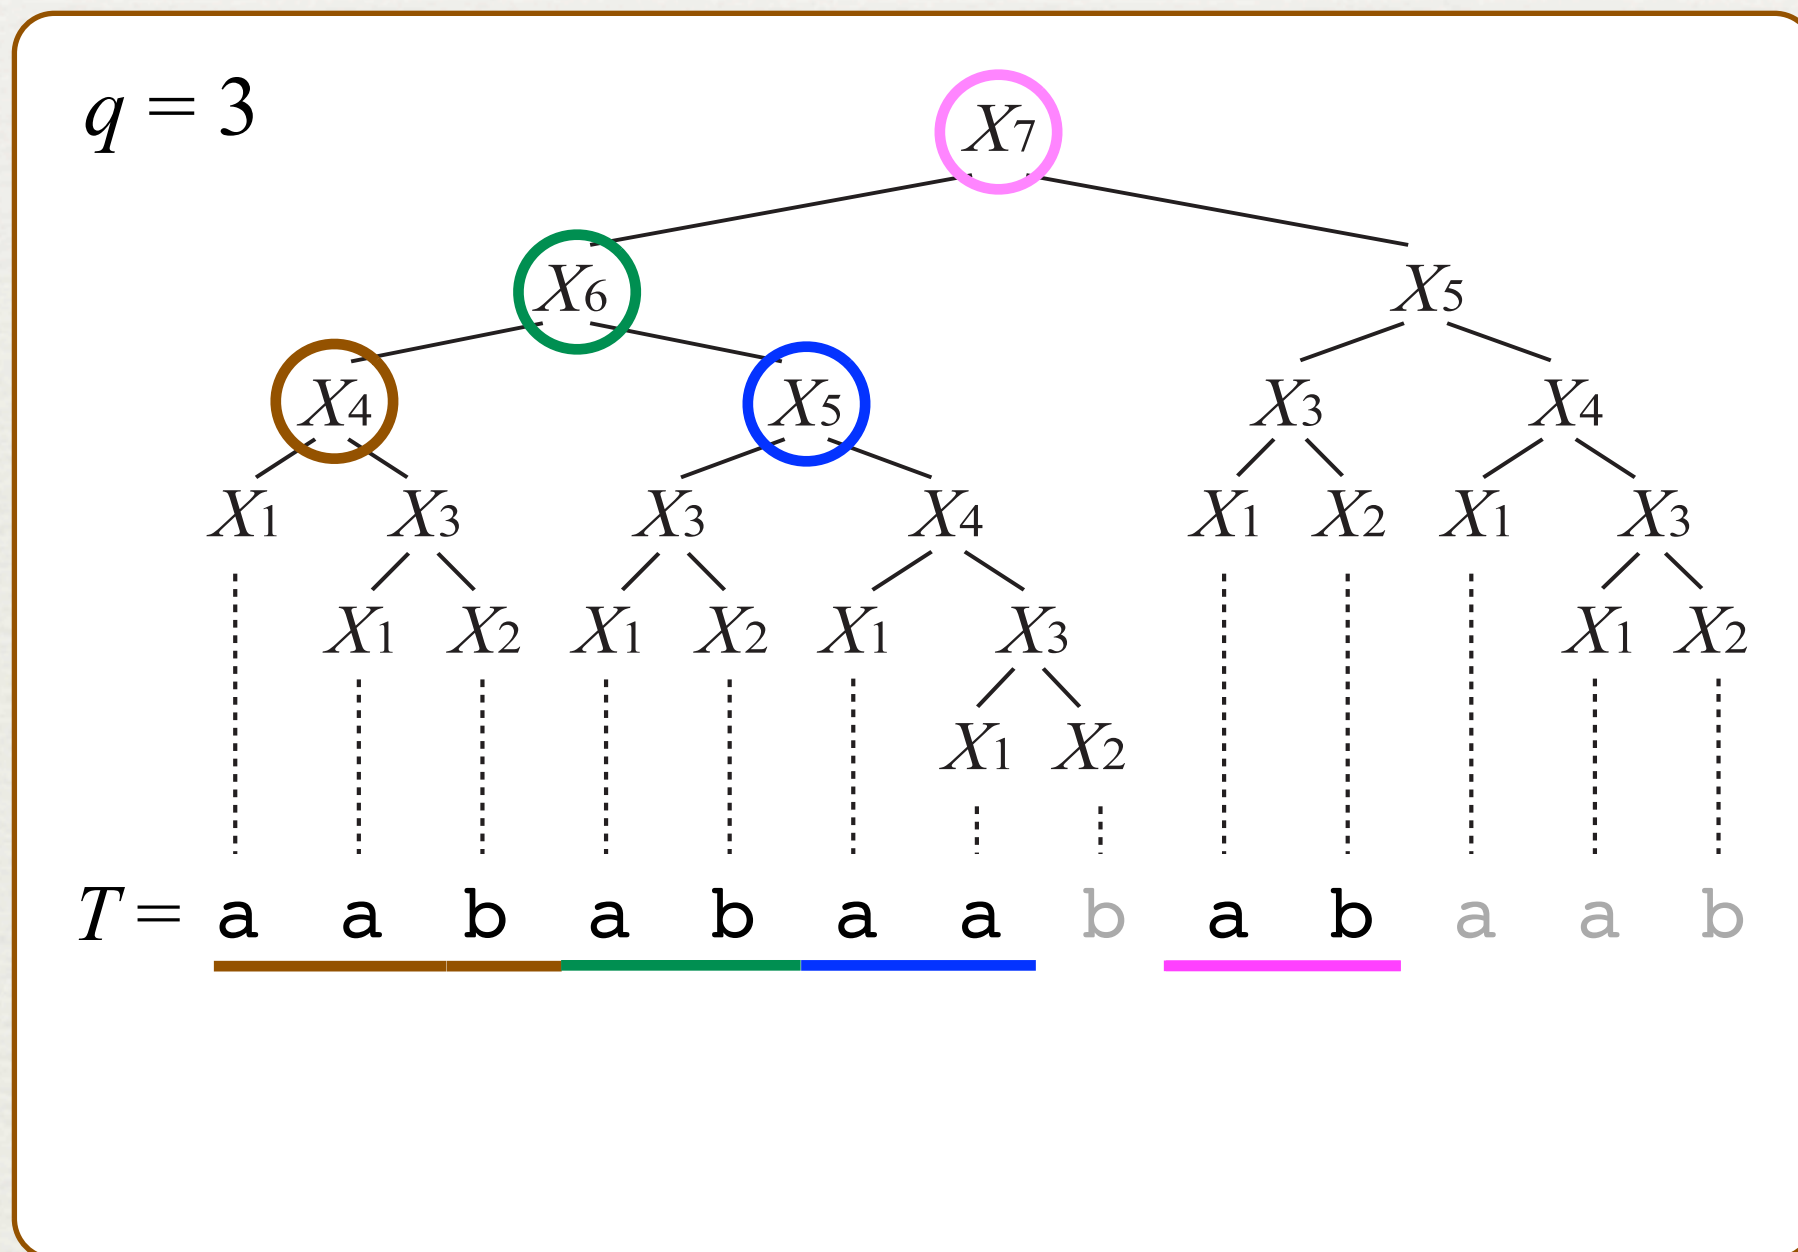 q = 3
X7
X6 X5
X4 X5 X3 X4
X1 X3 X3 X4 X1 X2 X1 X3
X1 X2 X1 X2 X1 X3 X1 X2
X1 X2
T = a a b a b a a b a b a a b